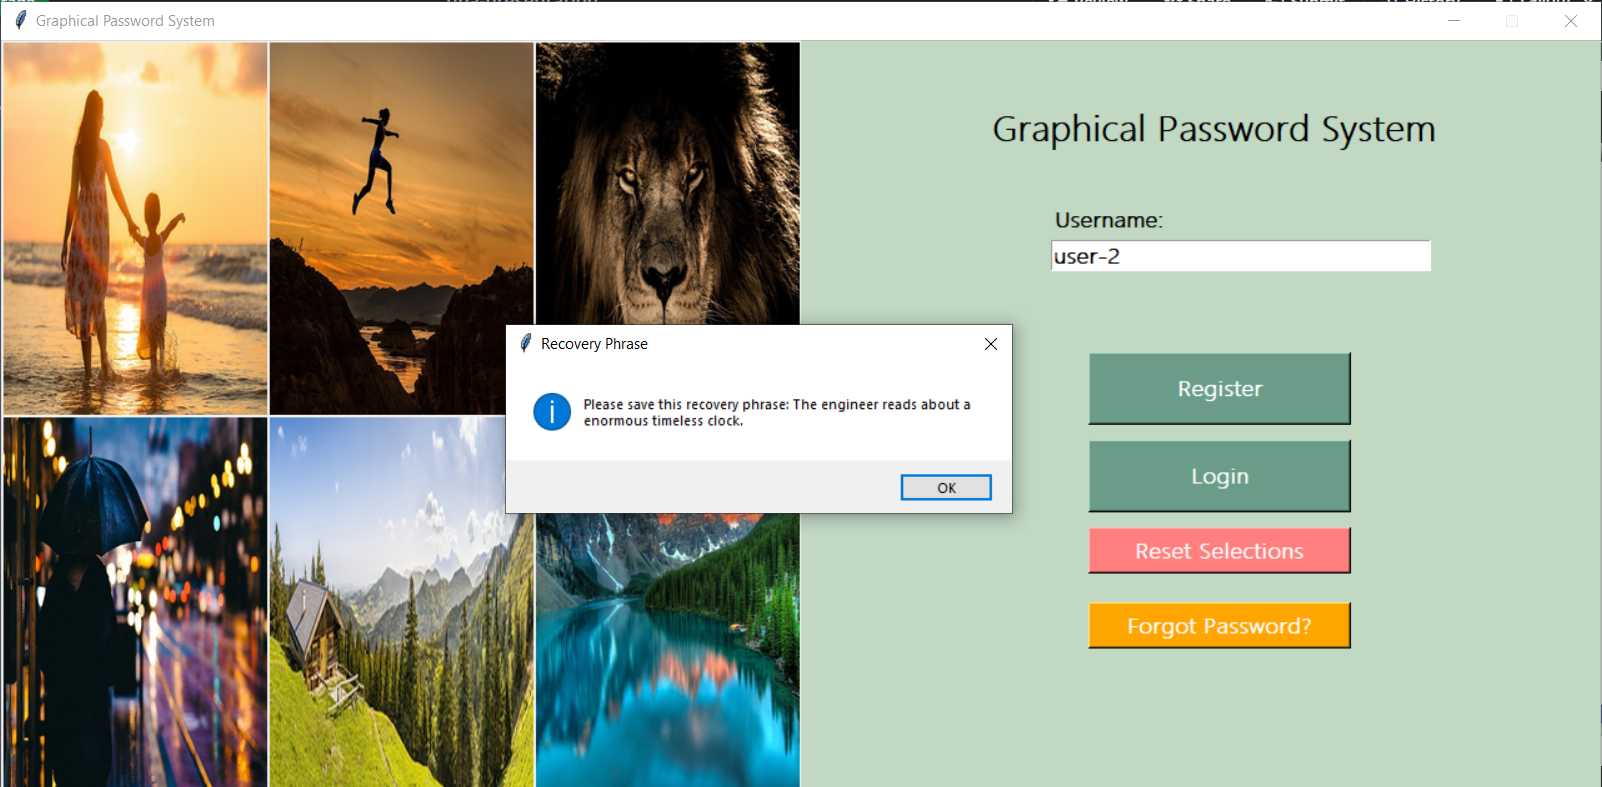 Graphical Password System
Graphical Password System
Username:
user-2
Recovery Phrase
Please save this recovery phrase: The engineer reads about a
enormous timeless clock.
OK
Register
Login
Reset Selections
Forgot Password?